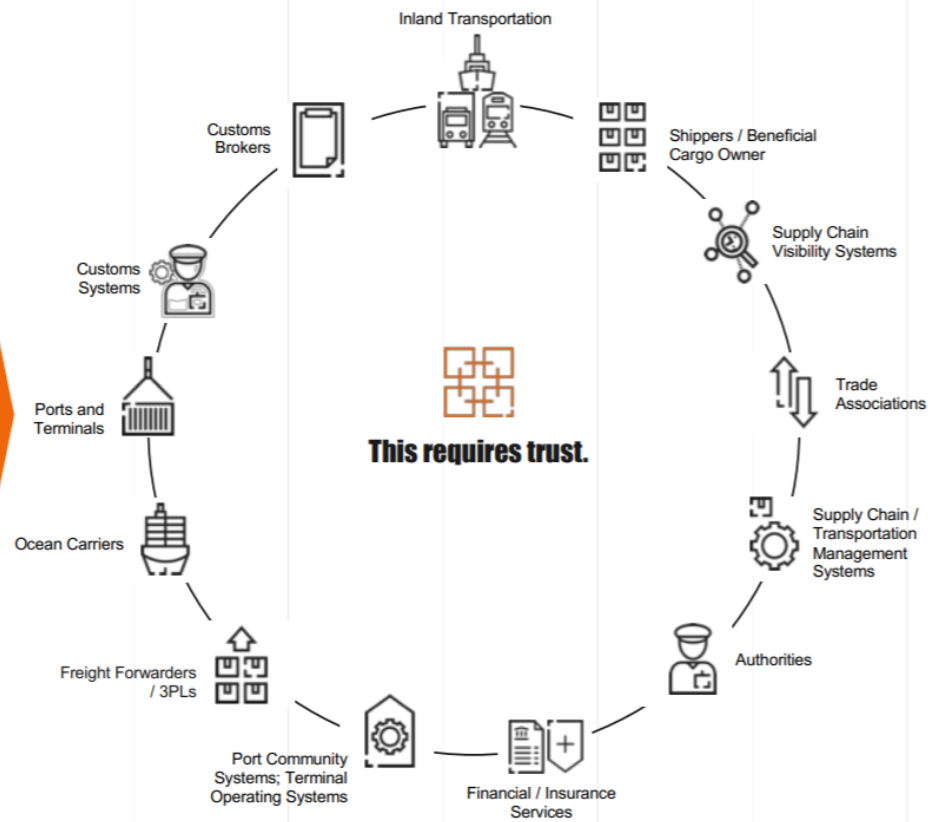 Inland Transportation
Customs
Brokers
Shippers / Beneficial
Cargo Owner
Supply Chain
Visibility Systems
Customs
Systems
Trade
Associations
Ports and
Terminals
This requires trust.
Supply Chain /
Transportation
Management
Systems
Ocean Carriers
Authorities
Freight Forwarders
/ 3PLs
Port Community
Systems; Terminal
Operating Systems
Financial / Insurance
Services